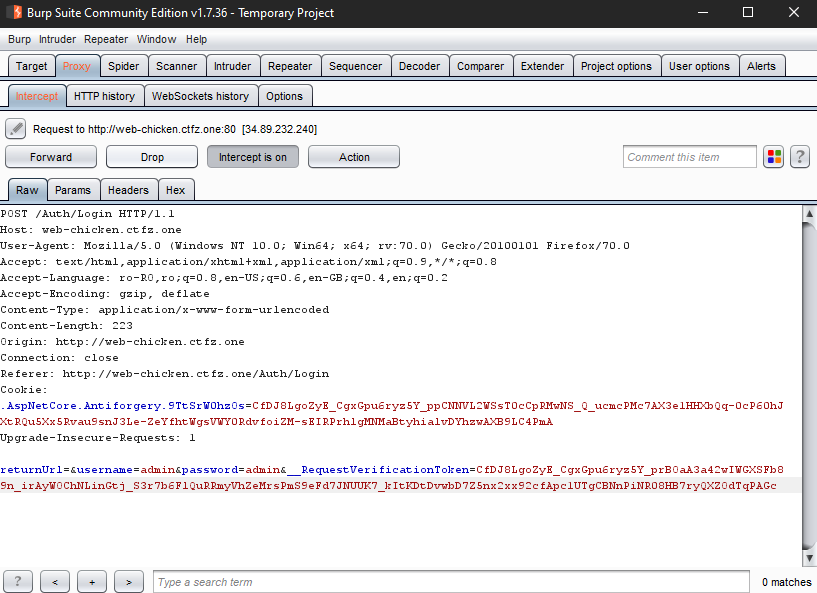 Burp Suite Community Edition v1.7.36 - Temporary Project
Burp Intruder Repeater Window Help
Target Proxy Spider Scanner Intruder Repeater Sequencer Decoder Comparer Extender Project options User options Alerts
Intercept HTTP history WebSockets history Options
Request to http://web-chicken.ctfz.one:80 [34.89.232.240]
Forward Drop Intercept is on Action Comment this item ?
Raw Params Headers Hex
POST /Auth/Login HTTP/1.1
Host: web-chicken.ctfz.one
User-Agent: Mozilla/5.0 (Windows NT 10.0; Win64; x64; rv:70.0) Gecko/20100101 Firefox/70.0
Accept: text/html,application/xhtml+xml,application/xml;q=0.9,*/*;q=0.8
Accept-Language: ro-RO,ro;q=0.8,en-US;q=0.6,en-GB;q=0.4,en;q=0.2
Accept-Encoding: gzip, deflate
Content-Type: application/x-www-form-urlencoded
Content-Length: 223
Origin: http://web-chicken.ctfz.one
Connection: close
Referer: http://web-chicken.ctfz.one/Auth/Login
Cookie:
.AspNetCore.Antiforgery.9TtSrW0hzOs=CfDJ8LgoZyE_CgxGpu6ryz5Y_ppCNNVL2WSsT0cCpRMwNS_Q_ucmcPMc7AX3elHHXbQq-0cP60hJ
XtRQu5Xx5Rvau9snJ3Le-ZeYfhtWgsVWY0RdvfoiZM-sEIRPrhlgMNMaBtyhialvDYhzwAXB9LC4PmA
Upgrade-Insecure-Requests: 1
returnUrl=&username=admin&password=admin&__RequestVerificationToken=CfDJ8LgoZyE_CgxGpu6ryz5Y_prB0aA3a42wIWGXSFb8
9n_irAyW0ChNLinGtj_S3r7b6FlQuRRmyVhZeMrsPmS9eFd7JNUUK7_kItKDtDvwbD7Z5nx2xx92cfApclUTgCBNnPiNR08HB7ryQXZ0dTqPAGc
? < + > Type a search term 0 matches